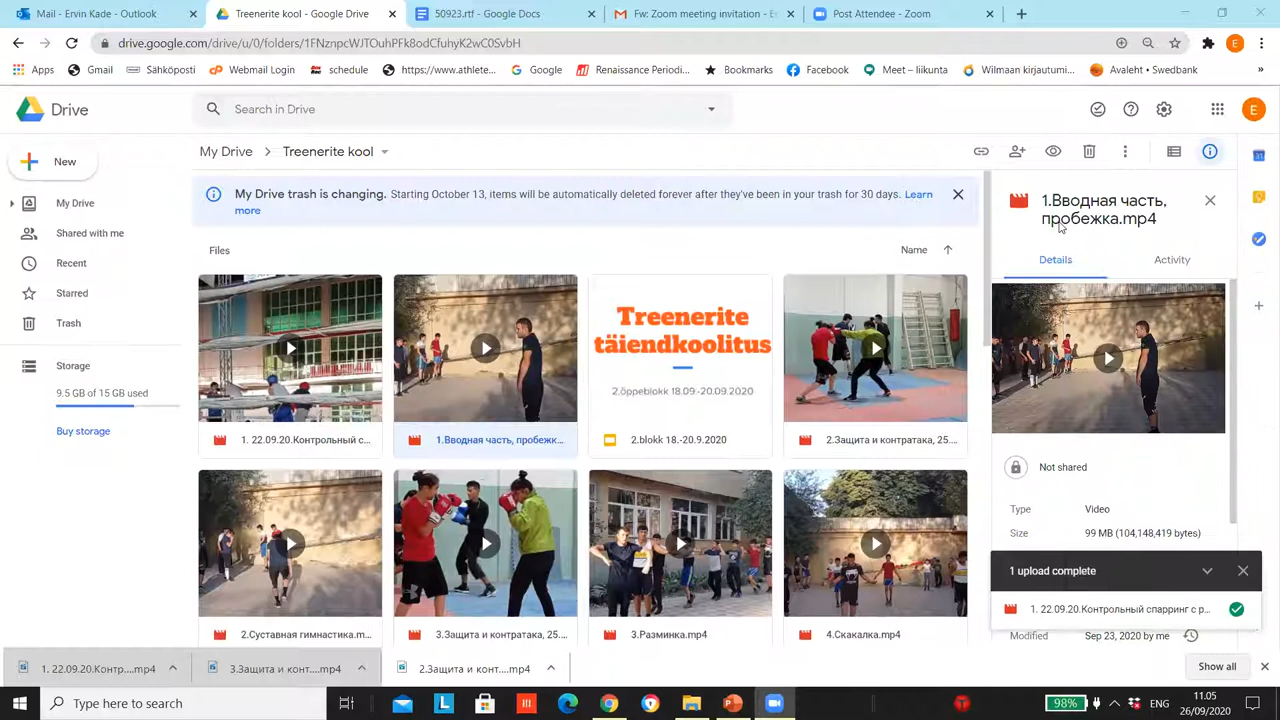 Mail - Ervin Kade - Outlook
Treenerite kool - Google Drive
50923.rtf - Google Docs
Fw: Zoom meeting invitation - E
Post Attendee - Zoom
drive.google.com/drive/u/0/folders/1FNznpcWJTOuhPFk8odCfuhyK2wC0SvbH
E
Apps
Gmail
Sähköposti
Webmail Login
schedule
https://www.athlete...
Google
Renaissance Periodi...
Bookmarks
Facebook
Meet – liikunta
Wilmaan kirjautumi...
Avaleht • Swedbank
»
Drive
Search in Drive
E
New
My Drive > Treenerite kool
My Drive
Shared with me
Recent
Starred
Trash
Storage
9.5 GB of 15 GB used
Buy storage
My Drive trash is changing. Starting October 13, items will be automatically deleted forever after they've been in your trash for 30 days. Learn
more
Files
Name
Treenerite
täiendkoolitus
2.õppeblokk 18.09.-20.09.2020
1. 22.09.20.Контрольный с...
1.Вводная часть, пробежк...
2.blokk 18.-20.9.2020
2.Защита и контратака, 25....
2.Суставная гимнастика.m...
3.Защита и контратака, 25....
3.Разминка.mp4
4.Скакалка.mp4
1.Вводная часть,
пробежка.mp4
Details
Activity
Not shared
Type
Video
Size
99 MB (104,148,419 bytes)
1 upload complete
1. 22.09.20.Контрольный спарринг с р...
Modified
Sep 23, 2020 by me
1. 22.09.20.Контр....mp4
3.Защита и конт....mp4
2.Защита и конт....mp4
Show all
Type here to search
98%
ENG
11.05
26/09/2020